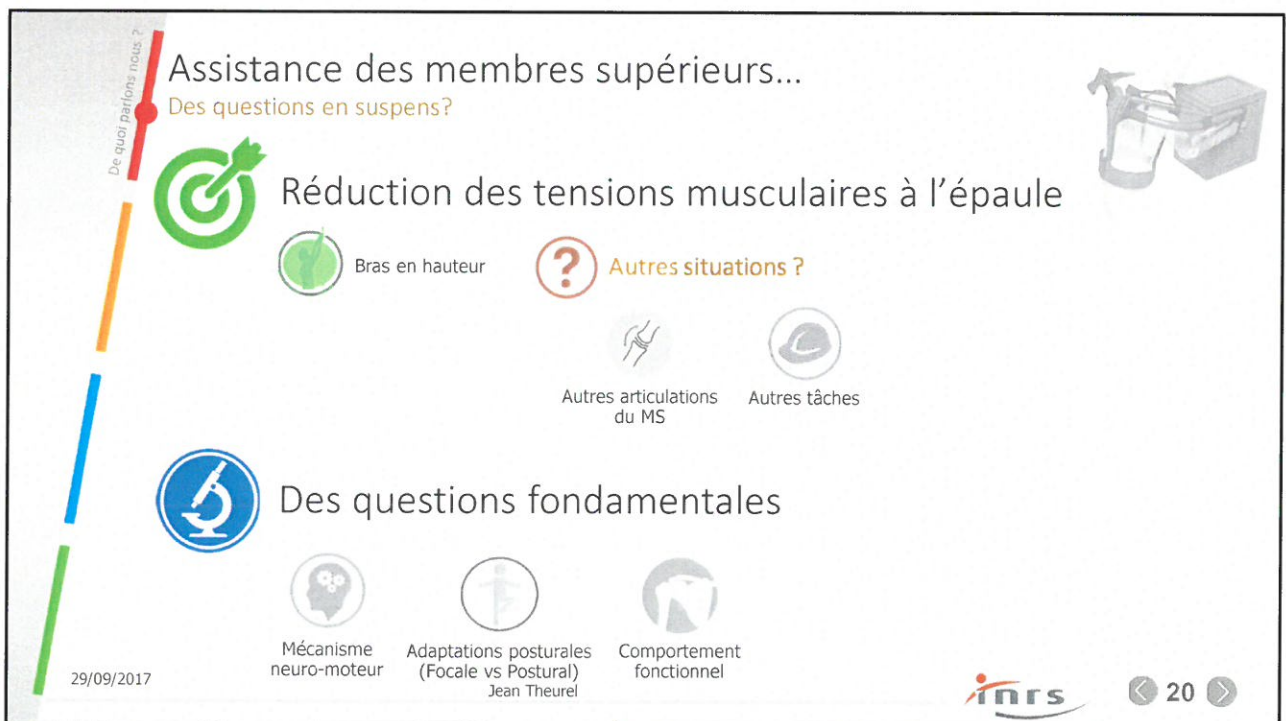 De quoi parlons nous ?
Assistance des membres supérieurs...
Des questions en suspens?
Réduction des tensions musculaires à l'épaule
Bras en hauteur
?
Autres situations ?
Autres articulations
du MS
Autres tâches
Des questions fondamentales
Mécanisme
neuro-moteur
Adaptations posturales
(Focale vs Postural)
Jean Theurel
Comportement
fonctionnel
29/09/2017
inrs
20